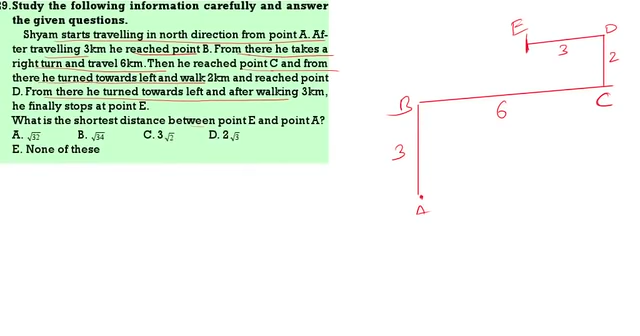 29.Study the following information carefully and answer
the given questions.
Shyam starts travelling in north direction from point A. Af-
ter travelling 3km he reached point B. From there he takes a
right turn and travel 6km. Then he reached point C and from
there he turned towards left and walk 2km and reached point
D. From there he turned towards left and after walking 3km,
he finally stops at point E.
What is the shortest distance between point E and point A?
A. √32 B. √34 C. 3√2 D. 2√3
E. None of these
E D
3 2
B C
6
3
A